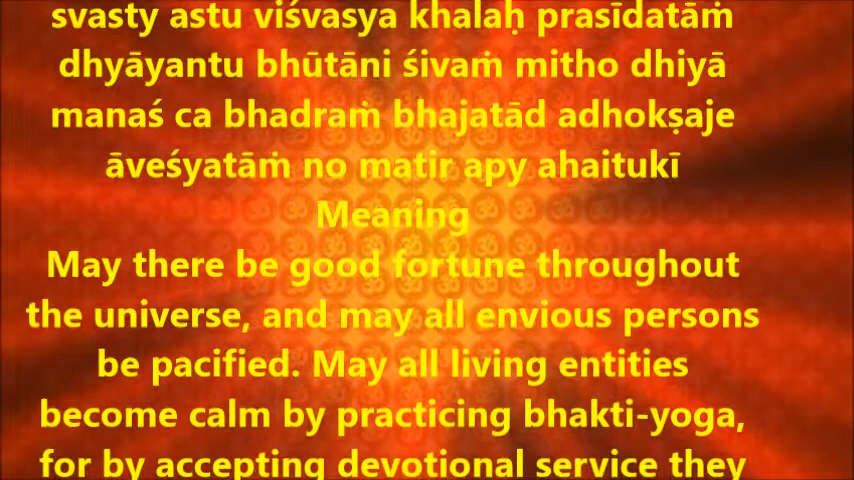 svasty astu viśvasya khalaḥ prasīdatāṁ
dhyāyantu bhūtāni śivaṁ mitho dhiyā
manaś ca bhadraṁ bhajatād adhokṣaje
āveśyatāṁ no matir apy ahaitukī
Meaning
May there be good fortune throughout
the universe, and may all envious persons
be pacified. May all living entities
become calm by practicing bhakti-yoga,
for by accepting devotional service they